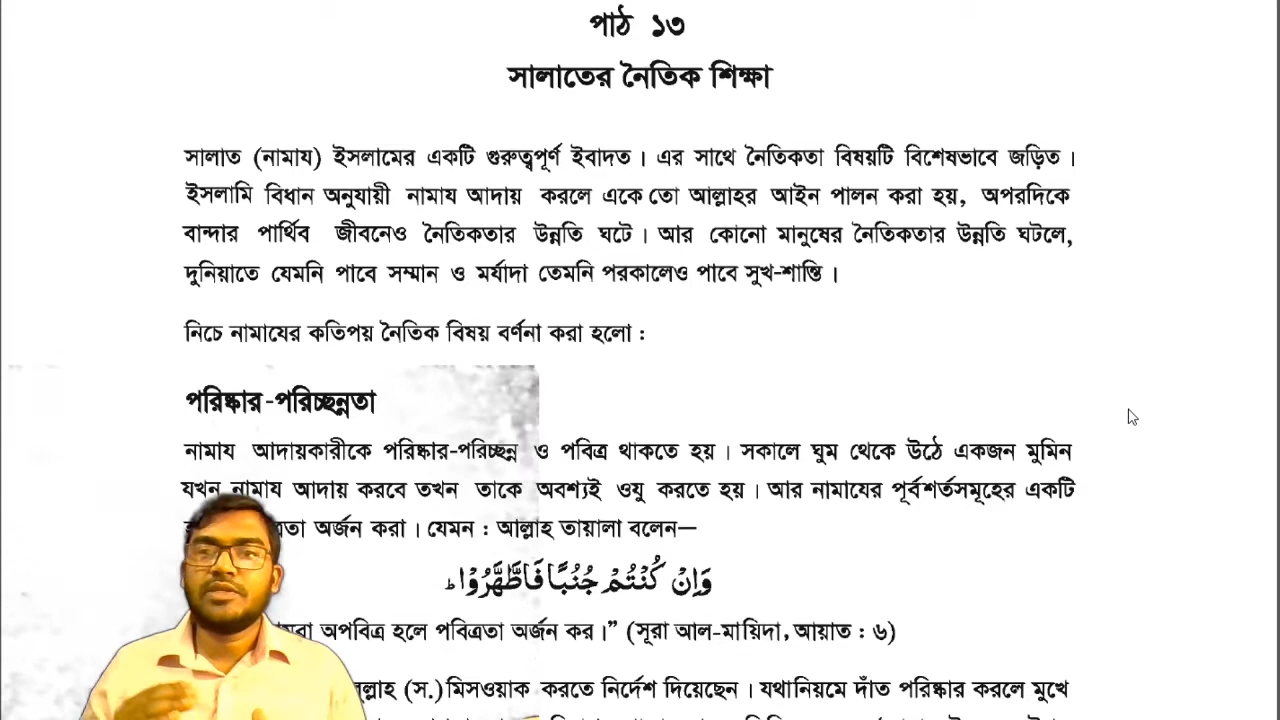 পাঠ ১৩
সালাতের নৈতিক শিক্ষা
সালাত (নামায) ইসলামের একটি গুরুত্বপূর্ণ ইবাদত। এর সাথে নৈতিকতা বিষয়টি বিশেষভাবে জড়িত।
ইসলামি বিধান অনুযায়ী নামায আদায় করলে একে তো আল্লাহর আইন পালন করা হয়, অপরদিকে
বান্দার পার্থিব জীবনেও নৈতিকতার উন্নতি ঘটে। আর কোনো মানুষের নৈতিকতার উন্নতি ঘটলে,
দুনিয়াতে যেমনি পাবে সম্মান ও মর্যাদা তেমনি পরকালেও পাবে সুখ-শান্তি।
নিচে নামাযের কতিপয় নৈতিক বিষয় বর্ণনা করা হলো :
পরিষ্কার-পরিচ্ছন্নতা
নামায আদায়কারীকে পরিষ্কার-পরিচ্ছন্ন ও পবিত্র থাকতে হয়। সকালে ঘুম থেকে উঠে একজন মুমিন
যখন নামায আদায় করবে তখন তাকে অবশ্যই ওযু করতে হয়। আর নামাযের পূর্বশর্তসমূহের একটি
অর্জন করা। যেমন : আল্লাহ তায়ালা বলেন—
وَاِنْ كُنْتُمْ جُنُبًا فَاطَّهَّرُوْا ؕ
অপবিত্র হলে পবিত্রতা অর্জন কর।” (সূরা আল-মায়িদা, আয়াত : ৬)
(স.) মিসওয়াক করতে নির্দেশ দিয়েছেন। যথানিয়মে দাঁত পরিষ্কার করলে মুখে